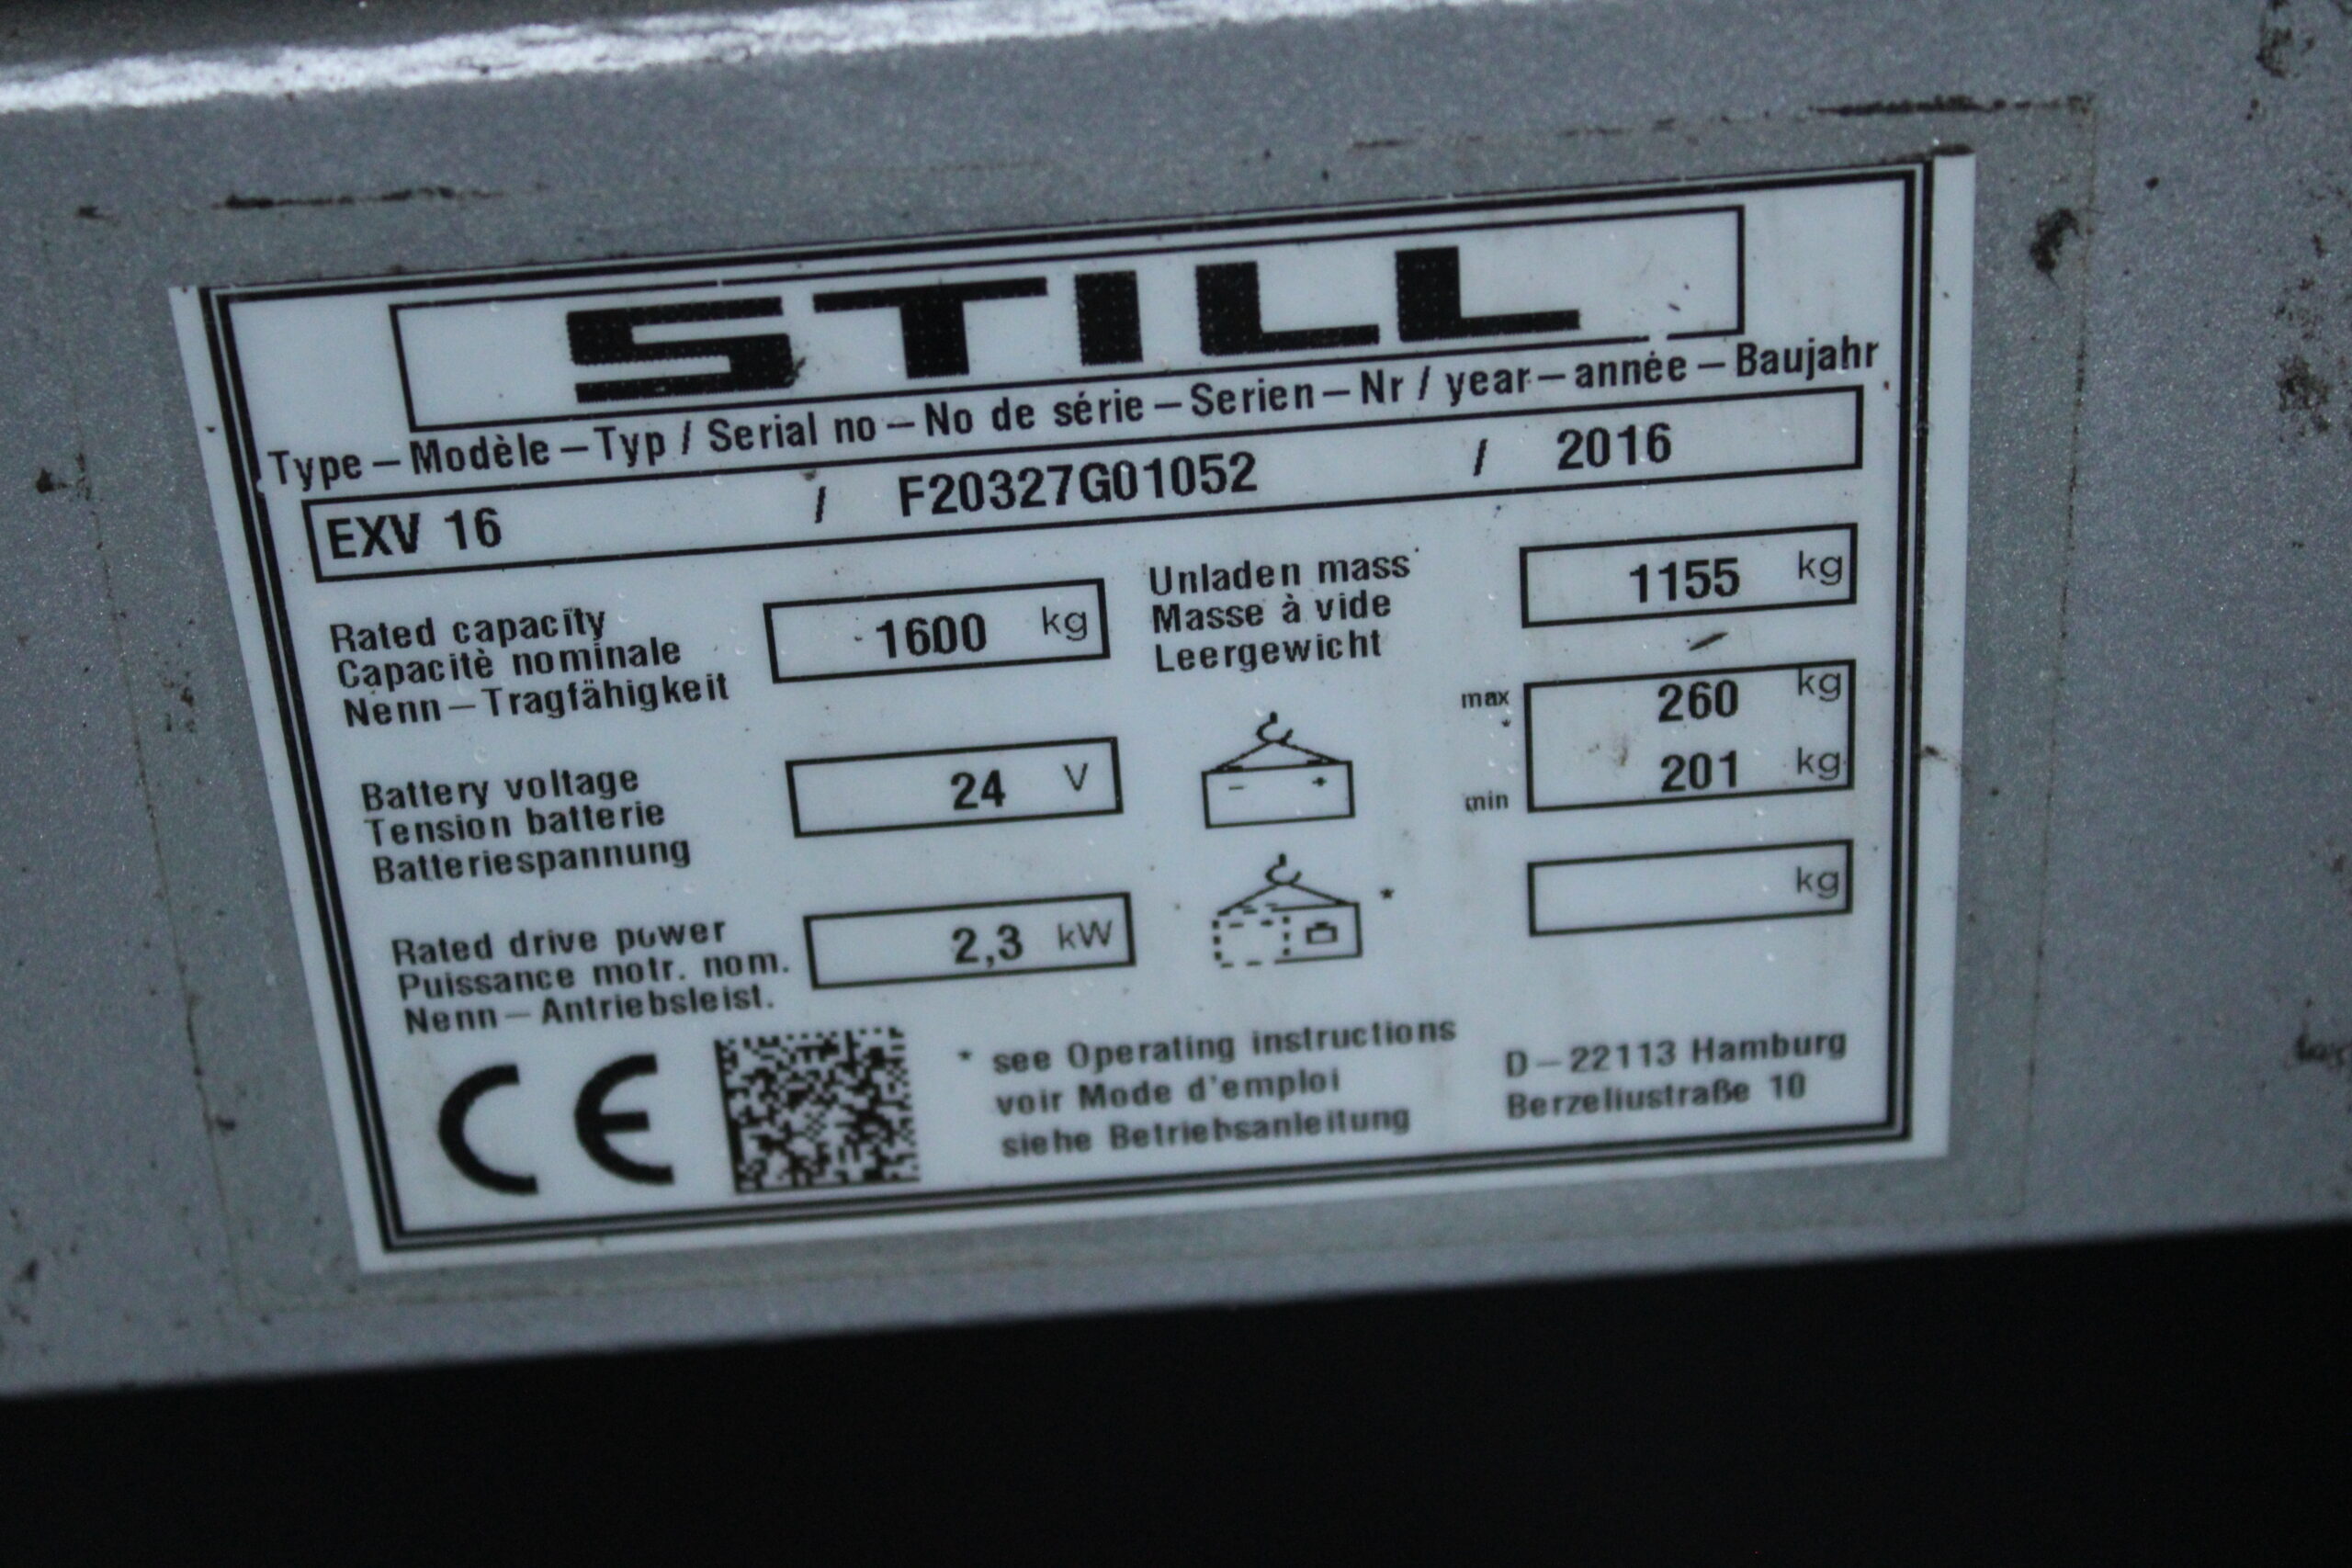 STILL
Type – Modèle – Typ / Serial no – No de série – Serien – Nr / year – année – Baujahr
EXV 16 / F20327G01052 / 2016
Rated capacity
Capacitè nominale
Nenn – Tragfähigkeit
1600 kg
Unladen mass
Masse à vide
Leergewicht
1155 kg
Battery voltage
Tension batterie
Batteriespannung
24 V
- +
max 260 kg
*
min 201 kg
Rated drive power
Puissance motr. nom.
Nenn – Antriebsleist.
2,3 kW
*
kg
CE
* see Operating instructions
voir Mode d'emploi
siehe Betriebsanleitung
D – 22113 Hamburg
Berzeliustraße 10